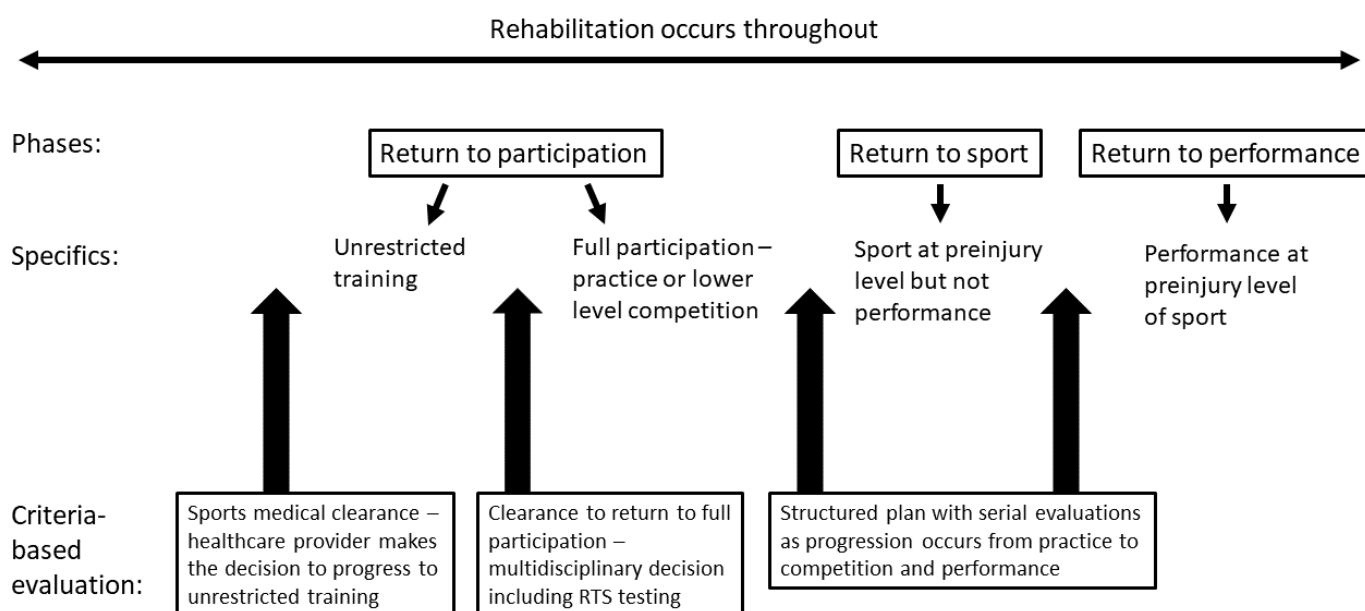 Rehabilitation occurs throughout
Phases:
Return to participation
Return to sport
Return to performance
Specifics:
Unrestricted
training
Full participation –
practice or lower
level competition
Sport at preinjury
level but not
performance
Performance at
preinjury level
of sport
Criteria-
based
evaluation:
Sports medical clearance –
healthcare provider makes
the decision to progress to
unrestricted training
Clearance to return to full
participation –
multidisciplinary decision
including RTS testing
Structured plan with serial evaluations
as progression occurs from practice to
competition and performance